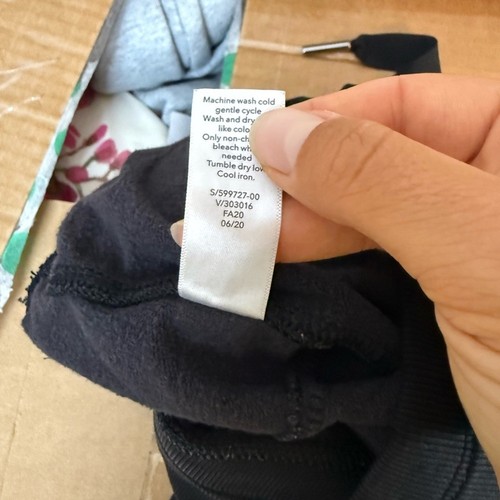 Machine wash cold
gentle cycle
Wash and dry
like colo
Only non-ch
bleach wh
needed
Tumble dry low
Cool iron.
S/599727-00
V/303016
FA20
06/20